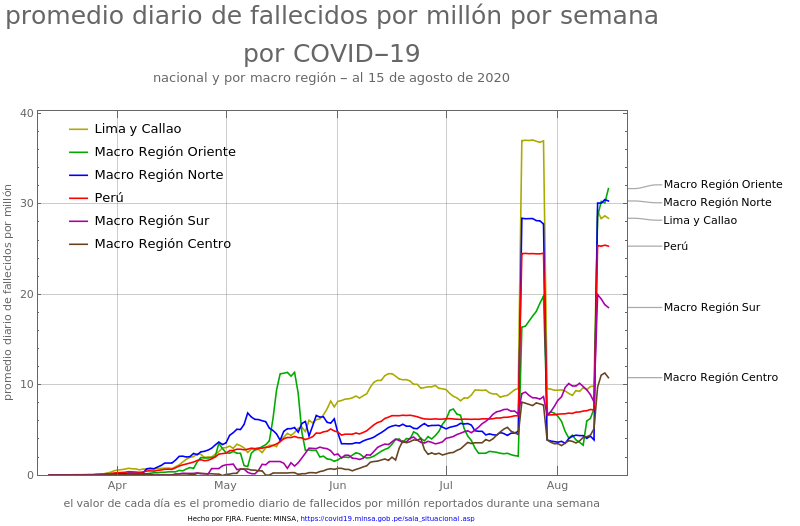 promedio diario de fallecidos por millón por semana
por COVID−19
nacional y por macro región − al 15 de agosto de 2020
promedio diario de fallecidos por millón
40
30
20
10
0
Lima y Callao
Macro Región Oriente
Macro Región Norte
Perú
Macro Región Sur
Macro Región Centro
Macro Región Oriente
Macro Región Norte
Lima y Callao
Perú
Macro Región Sur
Macro Región Centro
Apr May Jun Jul Aug
el valor de cada día es el promedio diario de fallecidos por millón reportados durante una semana
Hecho por FJRA. Fuente: MINSA, https://covid19.minsa.gob.pe/sala_situacional.asp